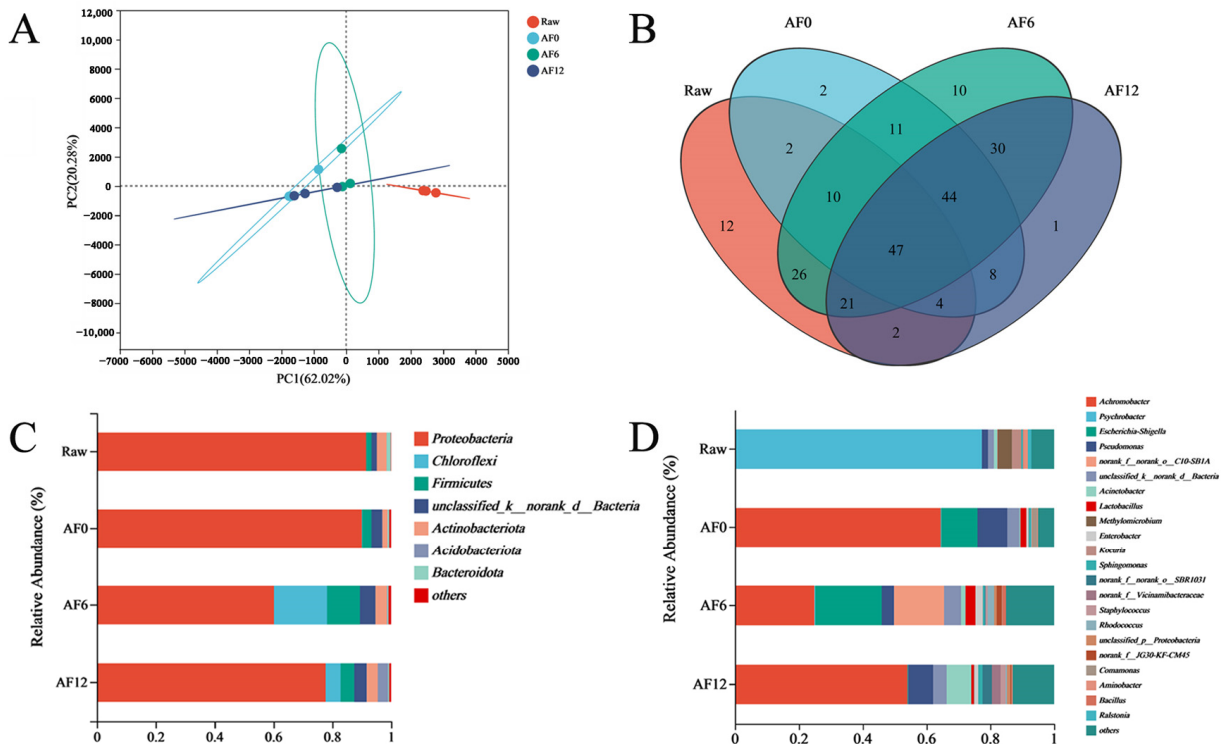 A
PC2(20.28%)
12,000
10,000
8000
6000
4000
2000
0
−2000
−4000
−6000
−8000
−10,000
−7000 −6000 −5000 −4000 −3000 −2000 −1000 0 1000 2000 3000 4000 5000
PC1(62.02%)
Raw
AF0
AF6
AF12
B
AF0
AF6
Raw
AF12
2
10
2
11
30
12
10
44
1
47
26
8
21
4
2
C
Relative Abundance (%)
Raw
AF0
AF6
AF12
0 0.2 0.4 0.6 0.8 1
Proteobacteria
Chloroflexi
Firmicutes
unclassified_k__norank_d__Bacteria
Actinobacteriota
Acidobacteriota
Bacteroidota
others
D
Relative Abundance (%)
Raw
AF0
AF6
AF12
0 0.2 0.4 0.6 0.8 1
Achromobacter
Psychrobacter
Escherichia-Shigella
Pseudomonas
norank_f__norank_o__C10-SB1A
unclassified_k__norank_d__Bacteria
Acinetobacter
Lactobacillus
Methylomicrobium
Enterobacter
Kocuria
Sphingomonas
norank_f__norank_o__SBR1031
norank_f__Vicinamibacteraceae
Staphylococcus
Rhodococcus
unclassified_p__Proteobacteria
norank_f__JG30-KF-CM45
Comamonas
Aminobacter
Bacillus
Ralstonia
others